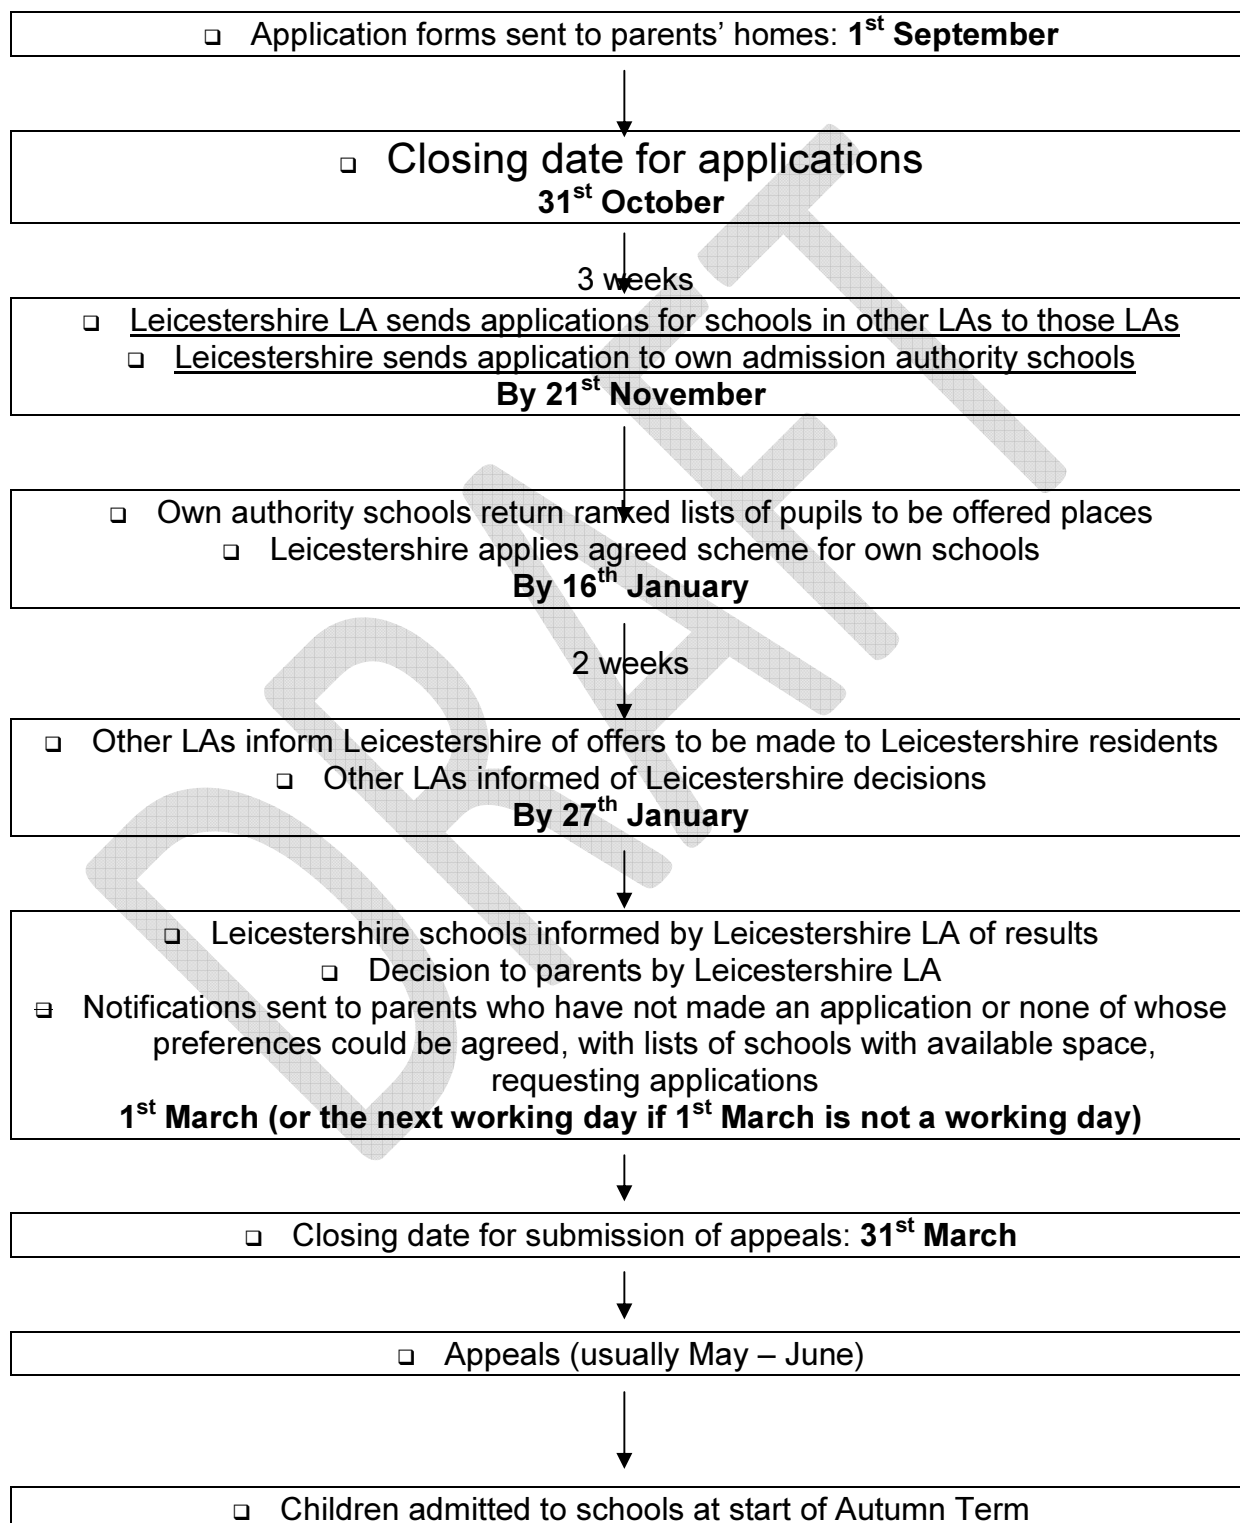 ❑ Application forms sent to parents’ homes: 1st September
❑ Closing date for applications
31st October
3 weeks
❑ Leicestershire LA sends applications for schools in other LAs to those LAs
❑ Leicestershire sends application to own admission authority schools
By 21st November
❑ Own authority schools return ranked lists of pupils to be offered places
❑ Leicestershire applies agreed scheme for own schools
By 16th January
2 weeks
❑ Other LAs inform Leicestershire of offers to be made to Leicestershire residents
❑ Other LAs informed of Leicestershire decisions
By 27th January
❑ Leicestershire schools informed by Leicestershire LA of results
❑ Decision to parents by Leicestershire LA
❑ Notifications sent to parents who have not made an application or none of whose
preferences could be agreed, with lists of schools with available space,
requesting applications
1st March (or the next working day if 1st March is not a working day)
❑ Closing date for submission of appeals: 31st March
❑ Appeals (usually May – June)
❑ Children admitted to schools at start of Autumn Term
DRAFT